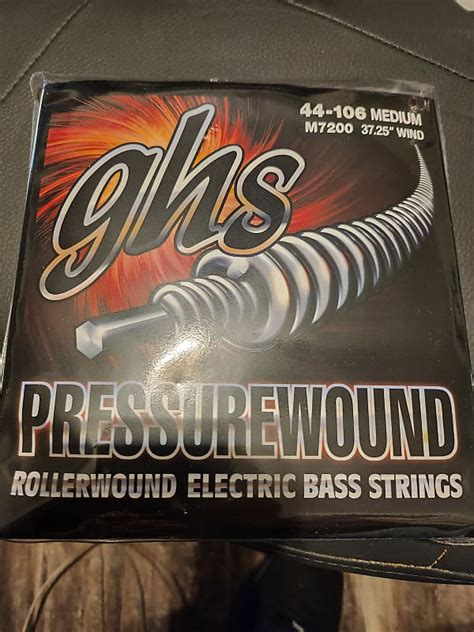 44-106 MEDIUM
M7200 37.25" WIND
ghs
PRESSUREWOUND
ROLLERWOUND ELECTRIC BASS STRINGS